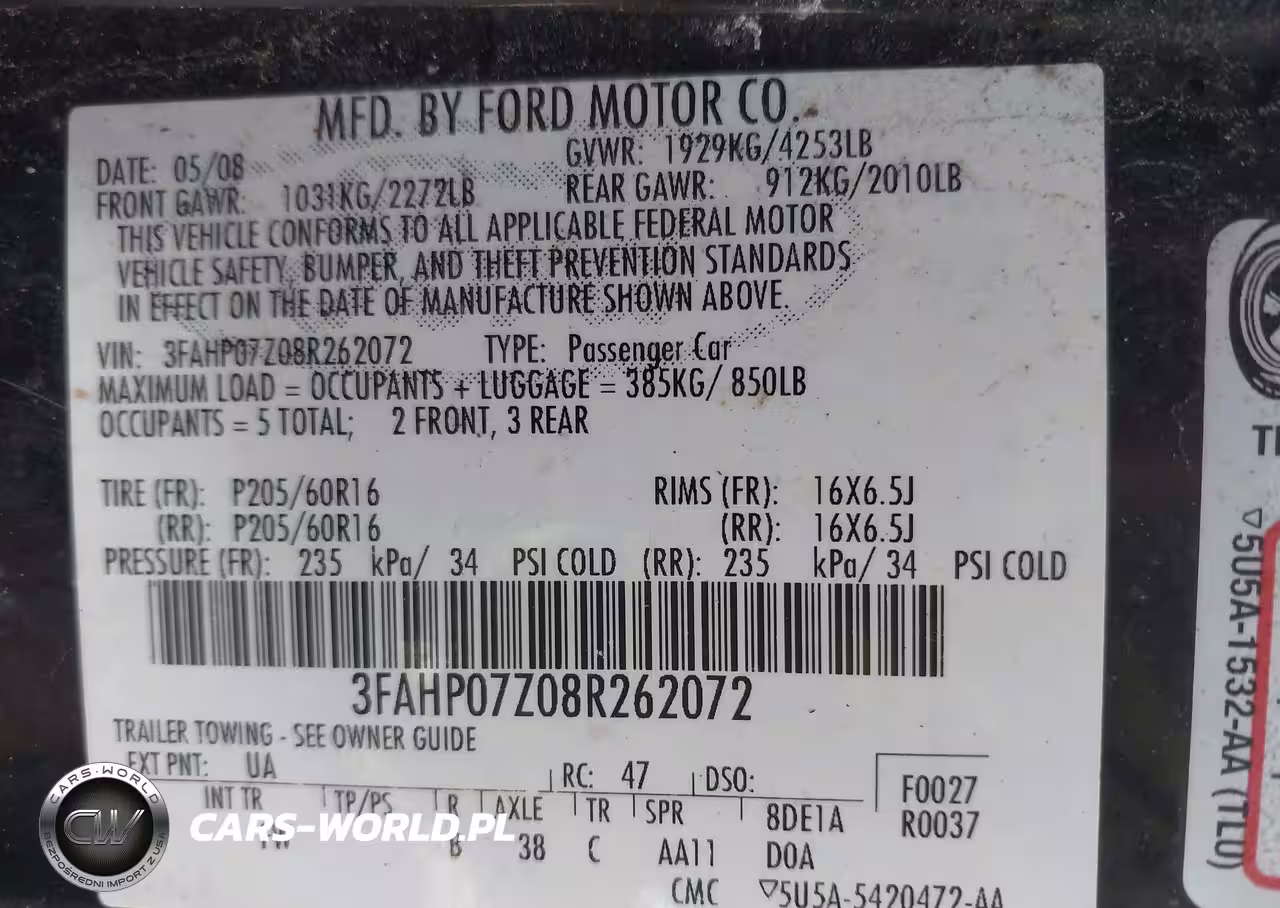 MFD. BY FORD MOTOR CO.
DATE: 05/08 GVWR: 1929KG/4253LB
FRONT GAWR: 1031KG/2272LB REAR GAWR: 912KG/2010LB
THIS VEHICLE CONFORMS TO ALL APPLICABLE FEDERAL MOTOR
VEHICLE SAFETY, BUMPER, AND THEFT PREVENTION STANDARDS
IN EFFECT ON THE DATE OF MANUFACTURE SHOWN ABOVE.
VIN: 3FAHP07Z08R262072 TYPE: Passenger Car
MAXIMUM LOAD = OCCUPANTS + LUGGAGE = 385KG/ 850LB
OCCUPANTS = 5 TOTAL; 2 FRONT, 3 REAR
TIRE (FR): P205/60R16 RIMS (FR): 16X6.5J
(RR): P205/60R16 (RR): 16X6.5J
PRESSURE (FR): 235 kPa/ 34 PSI COLD (RR): 235 kPa/ 34 PSI COLD
3FAHP07Z08R262072
TRAILER TOWING - SEE OWNER GUIDE
EXT PNT: UA RC: 47 DSO: F0027
INT TR TP/PS R AXLE TR SPR 8DE1A R0037
B 38 C AA11 D0A
CMC ▽5U5A-5420472-AA
▽5U5A-1532-AA (TL10)
CARS-WORLD
CW
BEZPOŚREDNI IMPORT Z USA
CARS-WORLD.PL